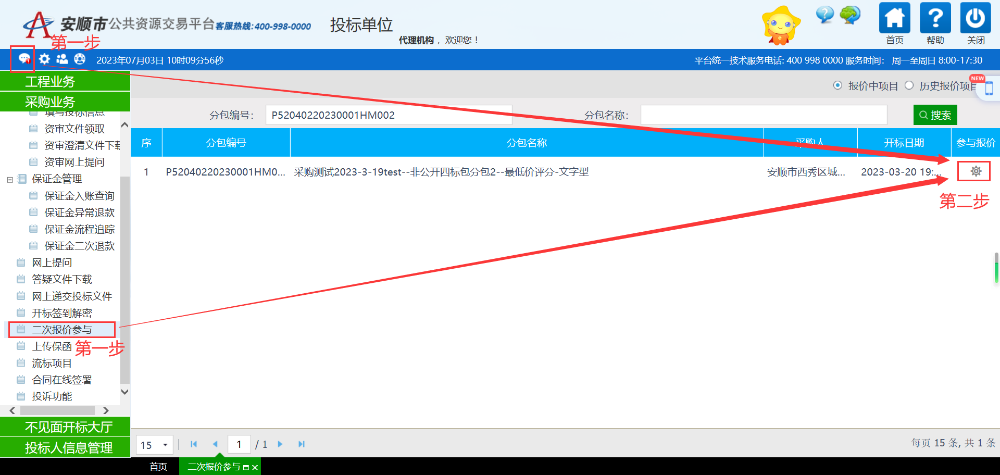 安顺市公共资源交易平台客服热线:400-998-0000
投标单位
代理机构 ，欢迎您！
首页
帮助
关闭
第一步
2023年07月03日 10时09分56秒
平台统一技术服务电话: 400 998 0000 服务时间： 周一至周日 8:00-17:30
工程业务
采购业务
填写投标信息
资审文件领取
资审澄清文件下载
资审网上提问
保证金管理
保证金入账查询
保证金异常退款
保证金流程追踪
保证金二次退款
网上提问
答疑文件下载
网上递交投标文件
开标签到解密
二次报价参与
上传保函
第一步
流标项目
合同在线签署
投诉功能
不见面开标大厅
投标人信息管理
报价中项目
历史报价项目
NEW
分包编号：
P52040220230001HM002
分包名称：
搜索
序
分包编号
分包名称
采购人
开标日期
参与报价
1
P52040220230001HM0...
采购测试2023-3-19test--非公开四标包分包2--最低价评分-文字型
安顺市西秀区城...
2023-03-20 19:...
第二步
15
1
/ 1
每页 15 条, 共 1 条
首页
二次报价参与